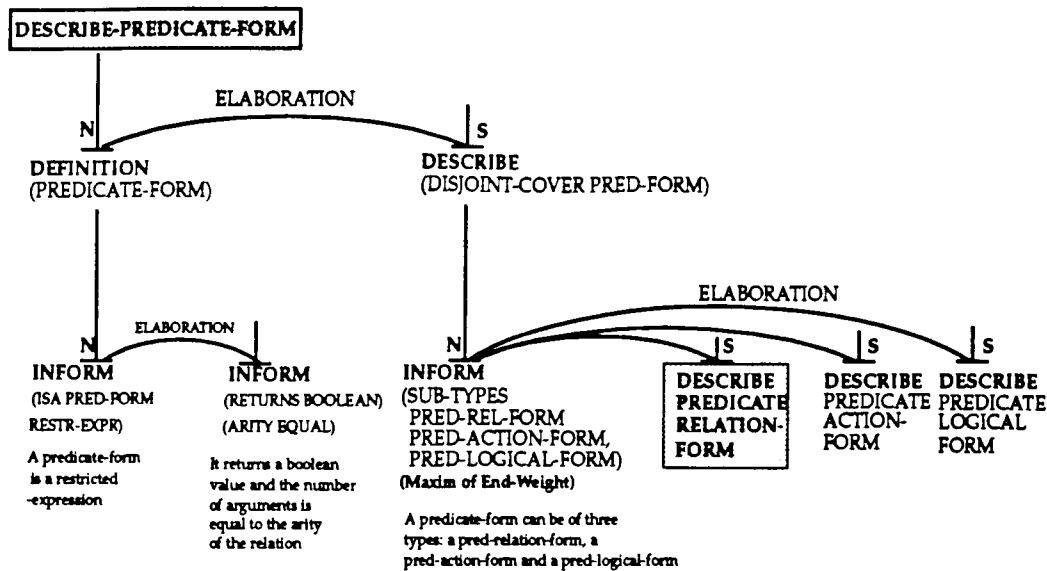 DESCRIBE-PREDICATE-FORM
ELABORATION
N
S
DEFINITION
(PREDICATE-FORM)
DESCRIBE
(DISJOINT-COVER PRED-FORM)
ELABORATION
ELABORATION
N
N
S
S
S
INFORM
(ISA PRED-FORM
RESTR-EXPR)
A predicate-form
is a restricted
-expression
INFORM
(RETURNS BOOLEAN)
(ARITY EQUAL)
It returns a boolean
value and the number
of arguments is
equal to the arity
of the relation
INFORM
(SUB-TYPES
PRED-REL-FORM
PRED-ACTION-FORM,
PRED-LOGICAL-FORM)
(Maxim of End-Weight)
A predicate-form can be of three
types: a pred-relation-form, a
pred-action-form and a pred-logical-form
DESCRIBE
PREDICATE
RELATION-
FORM
DESCRIBE
PREDICATE
ACTION-
FORM
DESCRIBE
PREDICATE
LOGICAL
FORM